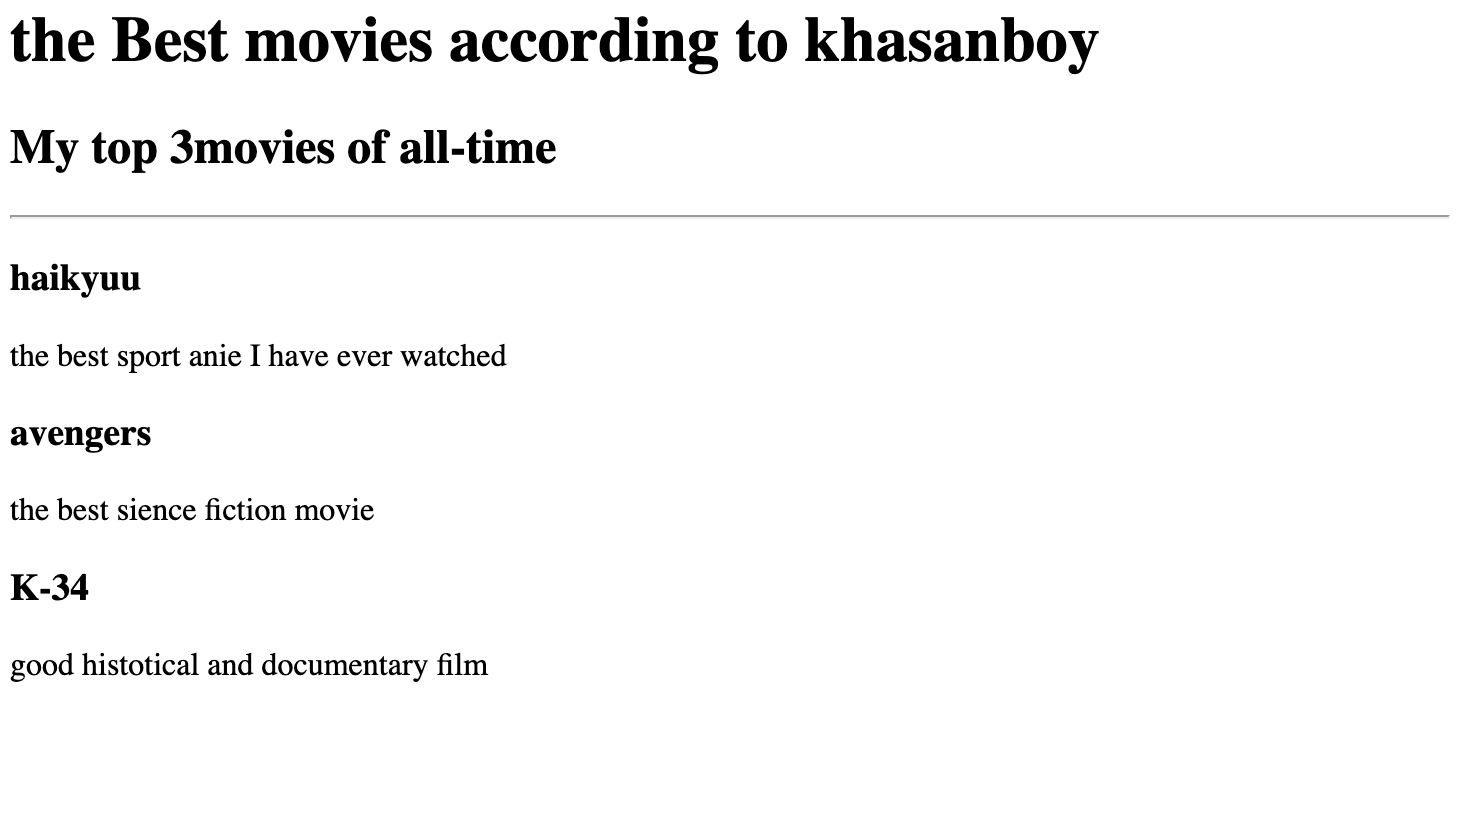 the Best movies according to khasanboy
My top 3movies of all-time
haikyuu
the best sport anie I have ever watched
avengers
the best sience fiction movie
K-34
good histotical and documentary film